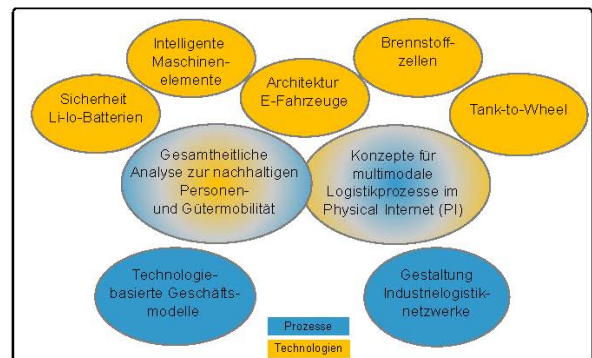 Intelligente
Maschinen-
elemente
Brennstoff-
zellen
Architektur
E-Fahrzeuge
Sicherheit
Li-Io-Batterien
Tank-to-Wheel
Gesamtheitliche
Analyse zur nachhaltigen
Personen-
und Gütermobilität
Konzepte für
multimodale
Logistikprozesse im
Physical Internet (PI)
Technologie-
basierte Geschäfts-
modelle
Gestaltung
Industrielogistik-
netzwerke
Prozesse
Technologien